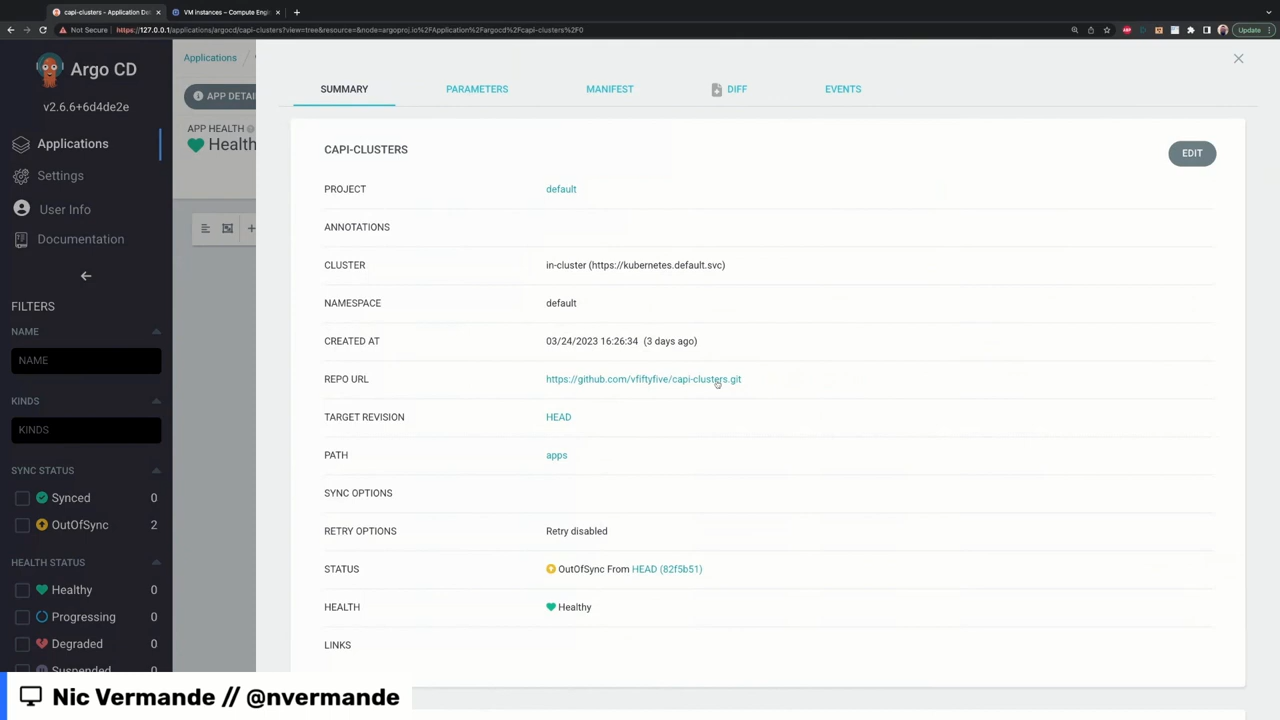 capi-clusters - Application De
VM instances – Compute Engi
Not Secure https://127.0.0.1/applications/argocd/capi-clusters?view=tree&resource=&node=argoproj.io%2FApplication%2Fargocd%2Fcapi-clusters%2F0
Update
Argo CD
v2.6.6+6d4de2e
Applications
Settings
User Info
Documentation
FILTERS
NAME
NAME
KINDS
KINDS
SYNC STATUS
Synced 0
OutOfSync 2
HEALTH STATUS
Healthy 0
Progressing 0
Degraded 0
Suspended 0
Applications /
APP DETAI
APP HEALTH
Health
SUMMARY PARAMETERS MANIFEST DIFF EVENTS
CAPI-CLUSTERS
EDIT
PROJECT default
ANNOTATIONS
CLUSTER in-cluster (https://kubernetes.default.svc)
NAMESPACE default
CREATED AT 03/24/2023 16:26:34 (3 days ago)
REPO URL https://github.com/vfiftyfive/capi-clusters.git
TARGET REVISION HEAD
PATH apps
SYNC OPTIONS
RETRY OPTIONS Retry disabled
STATUS OutOfSync From HEAD (82f5b51)
HEALTH Healthy
LINKS
Nic Vermande // @nvermande